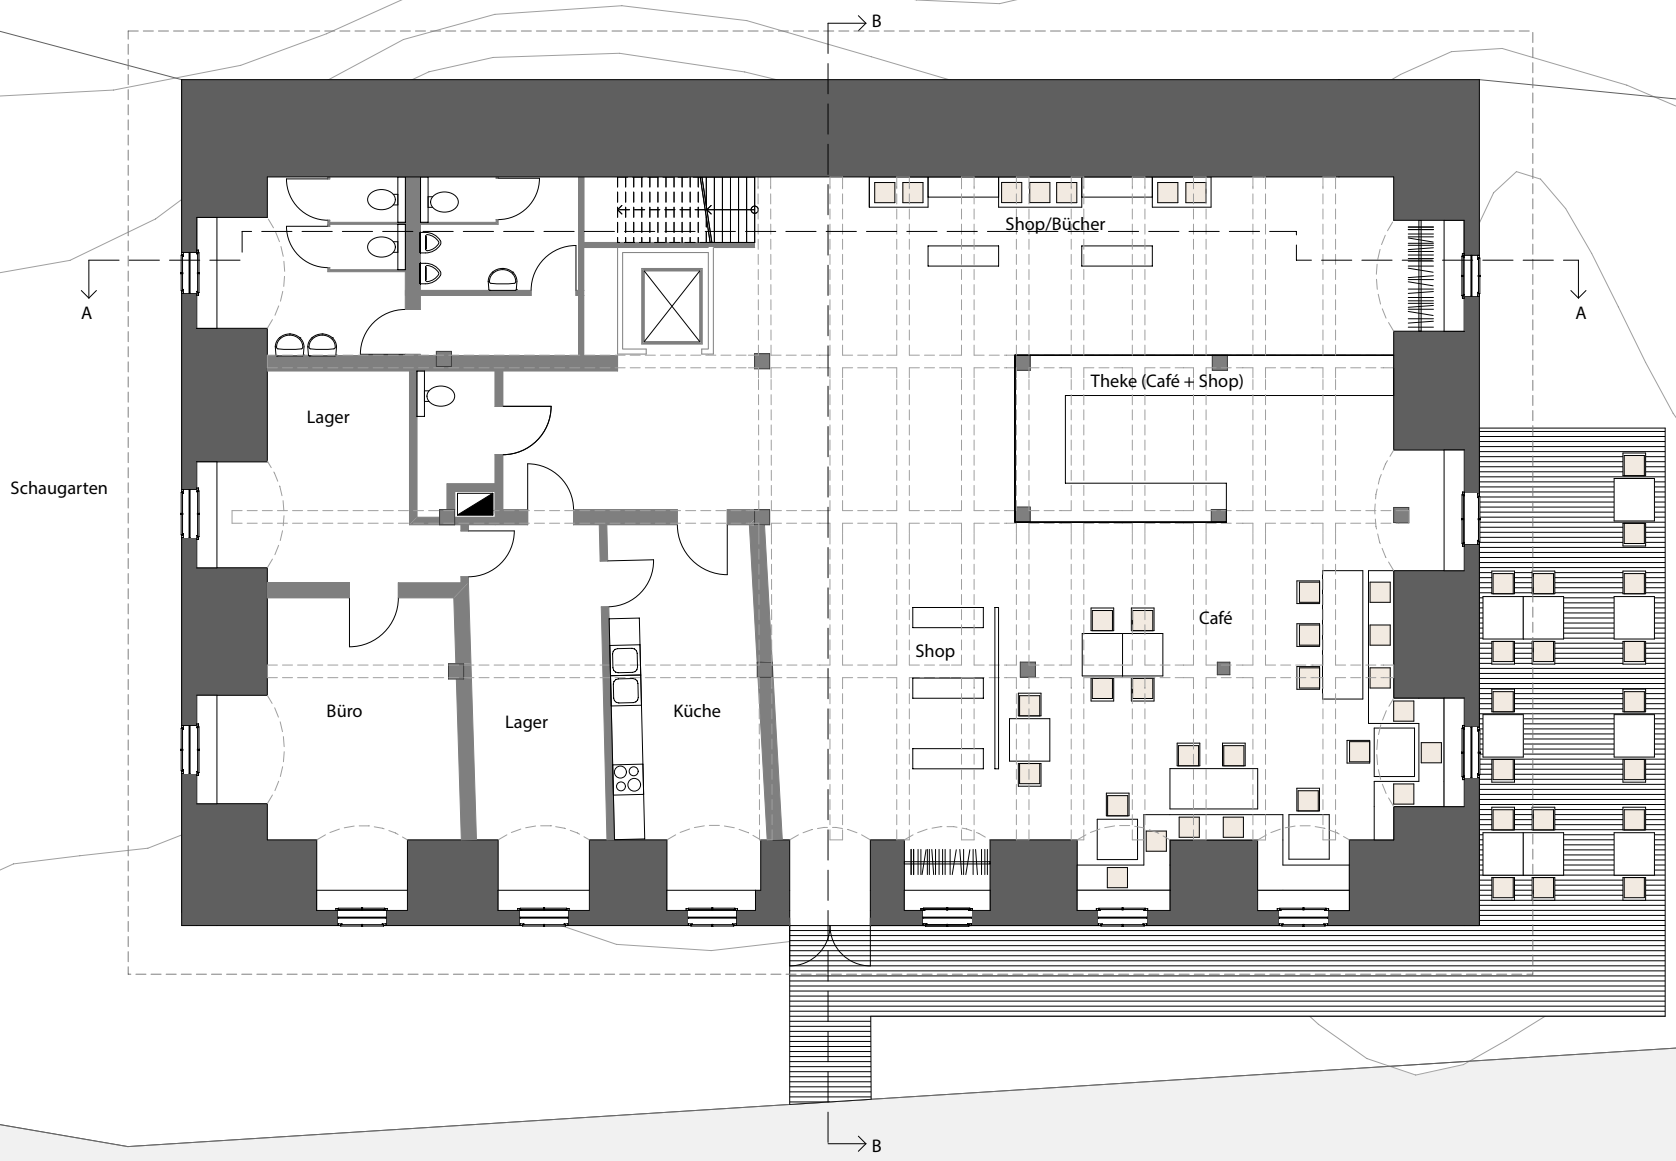 B
Shop/Bücher
A
A
Theke (Café + Shop)
Lager
Schaugarten
Café
Shop
Büro
Lager
Küche
B